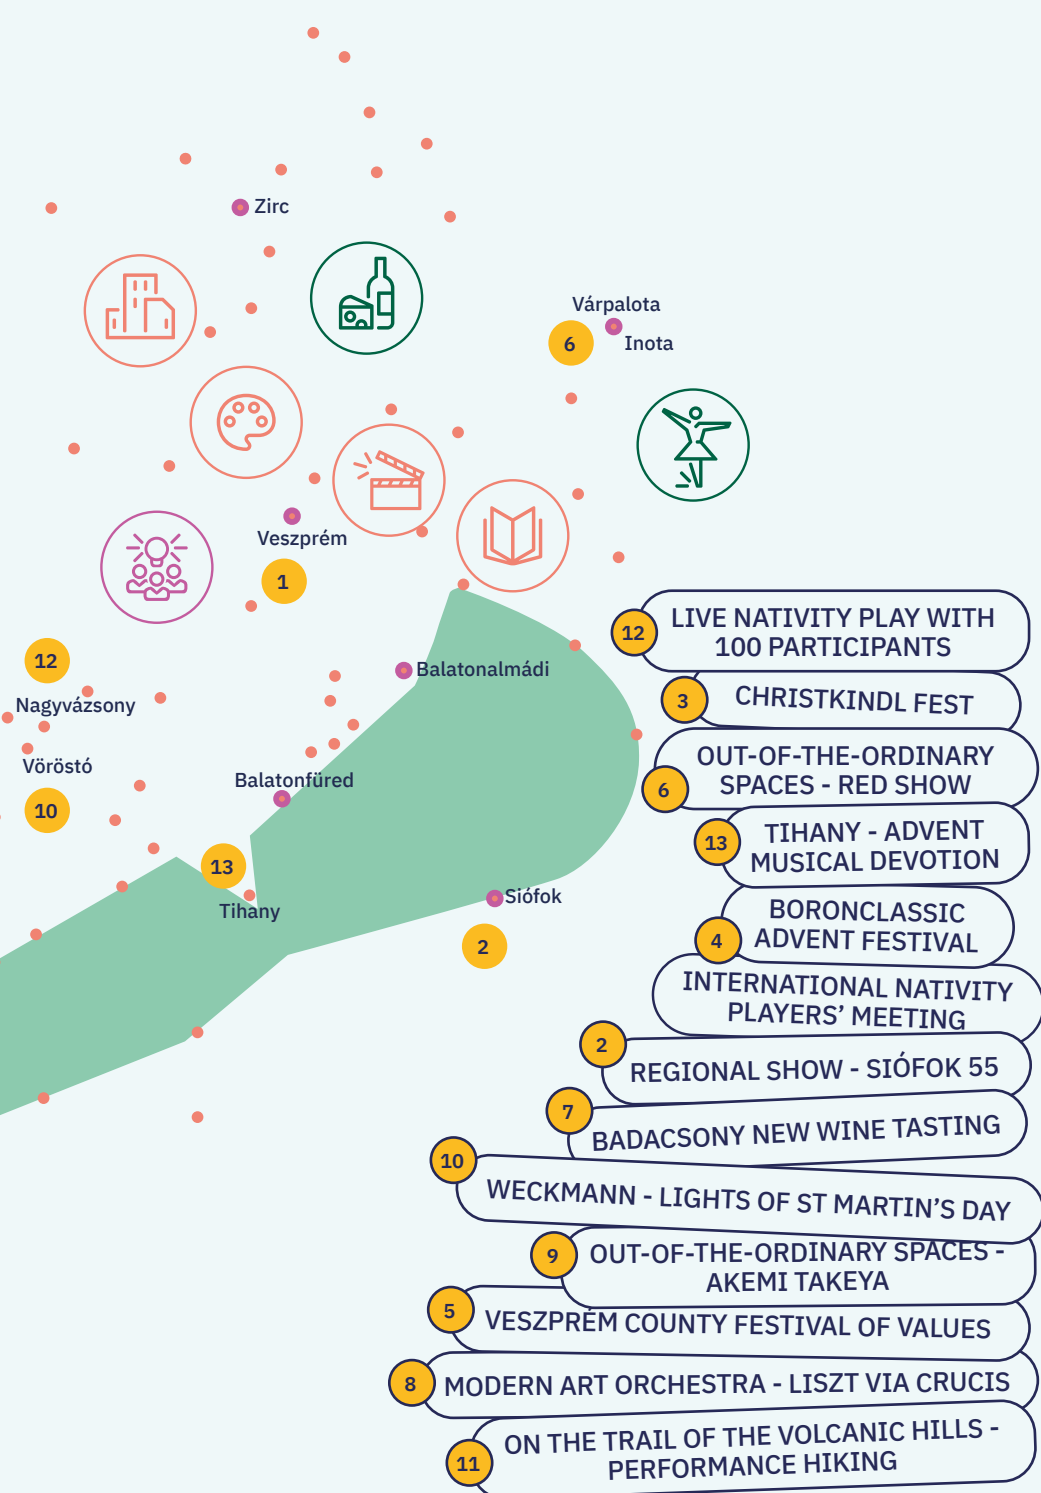 Zirc
Várpalota
6
Inota
Veszprém
1
12
Nagyvázsony
Vöröstó
10
Balatonalmádi
Balatonfüred
13
Tihany
Siófok
2
12
LIVE NATIVITY PLAY WITH
100 PARTICIPANTS
3
CHRISTKINDL FEST
OUT-OF-THE-ORDINARY
SPACES - RED SHOW
6
13
TIHANY - ADVENT
MUSICAL DEVOTION
BORONCLASSIC
ADVENT FESTIVAL
4
INTERNATIONAL NATIVITY
PLAYERS’ MEETING
2
REGIONAL SHOW - SIÓFOK 55
7
BADACSONY NEW WINE TASTING
10
WECKMANN - LIGHTS OF ST MARTIN’S DAY
9
OUT-OF-THE-ORDINARY SPACES -
AKEMI TAKEYA
5
VESZPRÉM COUNTY FESTIVAL OF VALUES
8
MODERN ART ORCHESTRA - LISZT VIA CRUCIS
11
ON THE TRAIL OF THE VOLCANIC HILLS -
PERFORMANCE HIKING